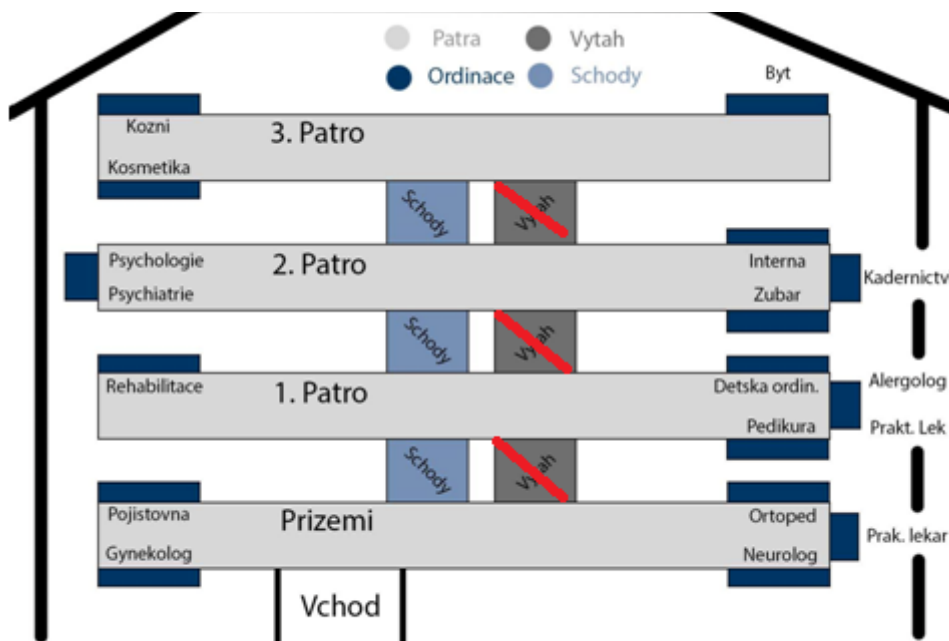 Patra
Vytah
Ordinace
Schody
Byt
Kozni
3. Patro
Kosmetika
Schody
Vytah
Psychologie
2. Patro
Interna
Kadernictv
Psychiatrie
Zubar
Schody
Vytah
Rehabilitace
1. Patro
Detska ordin.
Alergolog
Pedikura
Prakt. Lek
Schody
Vytah
Pojistovna
Prizemi
Ortoped
Gynekolog
Neurolog
Prak. lekar
Vchod